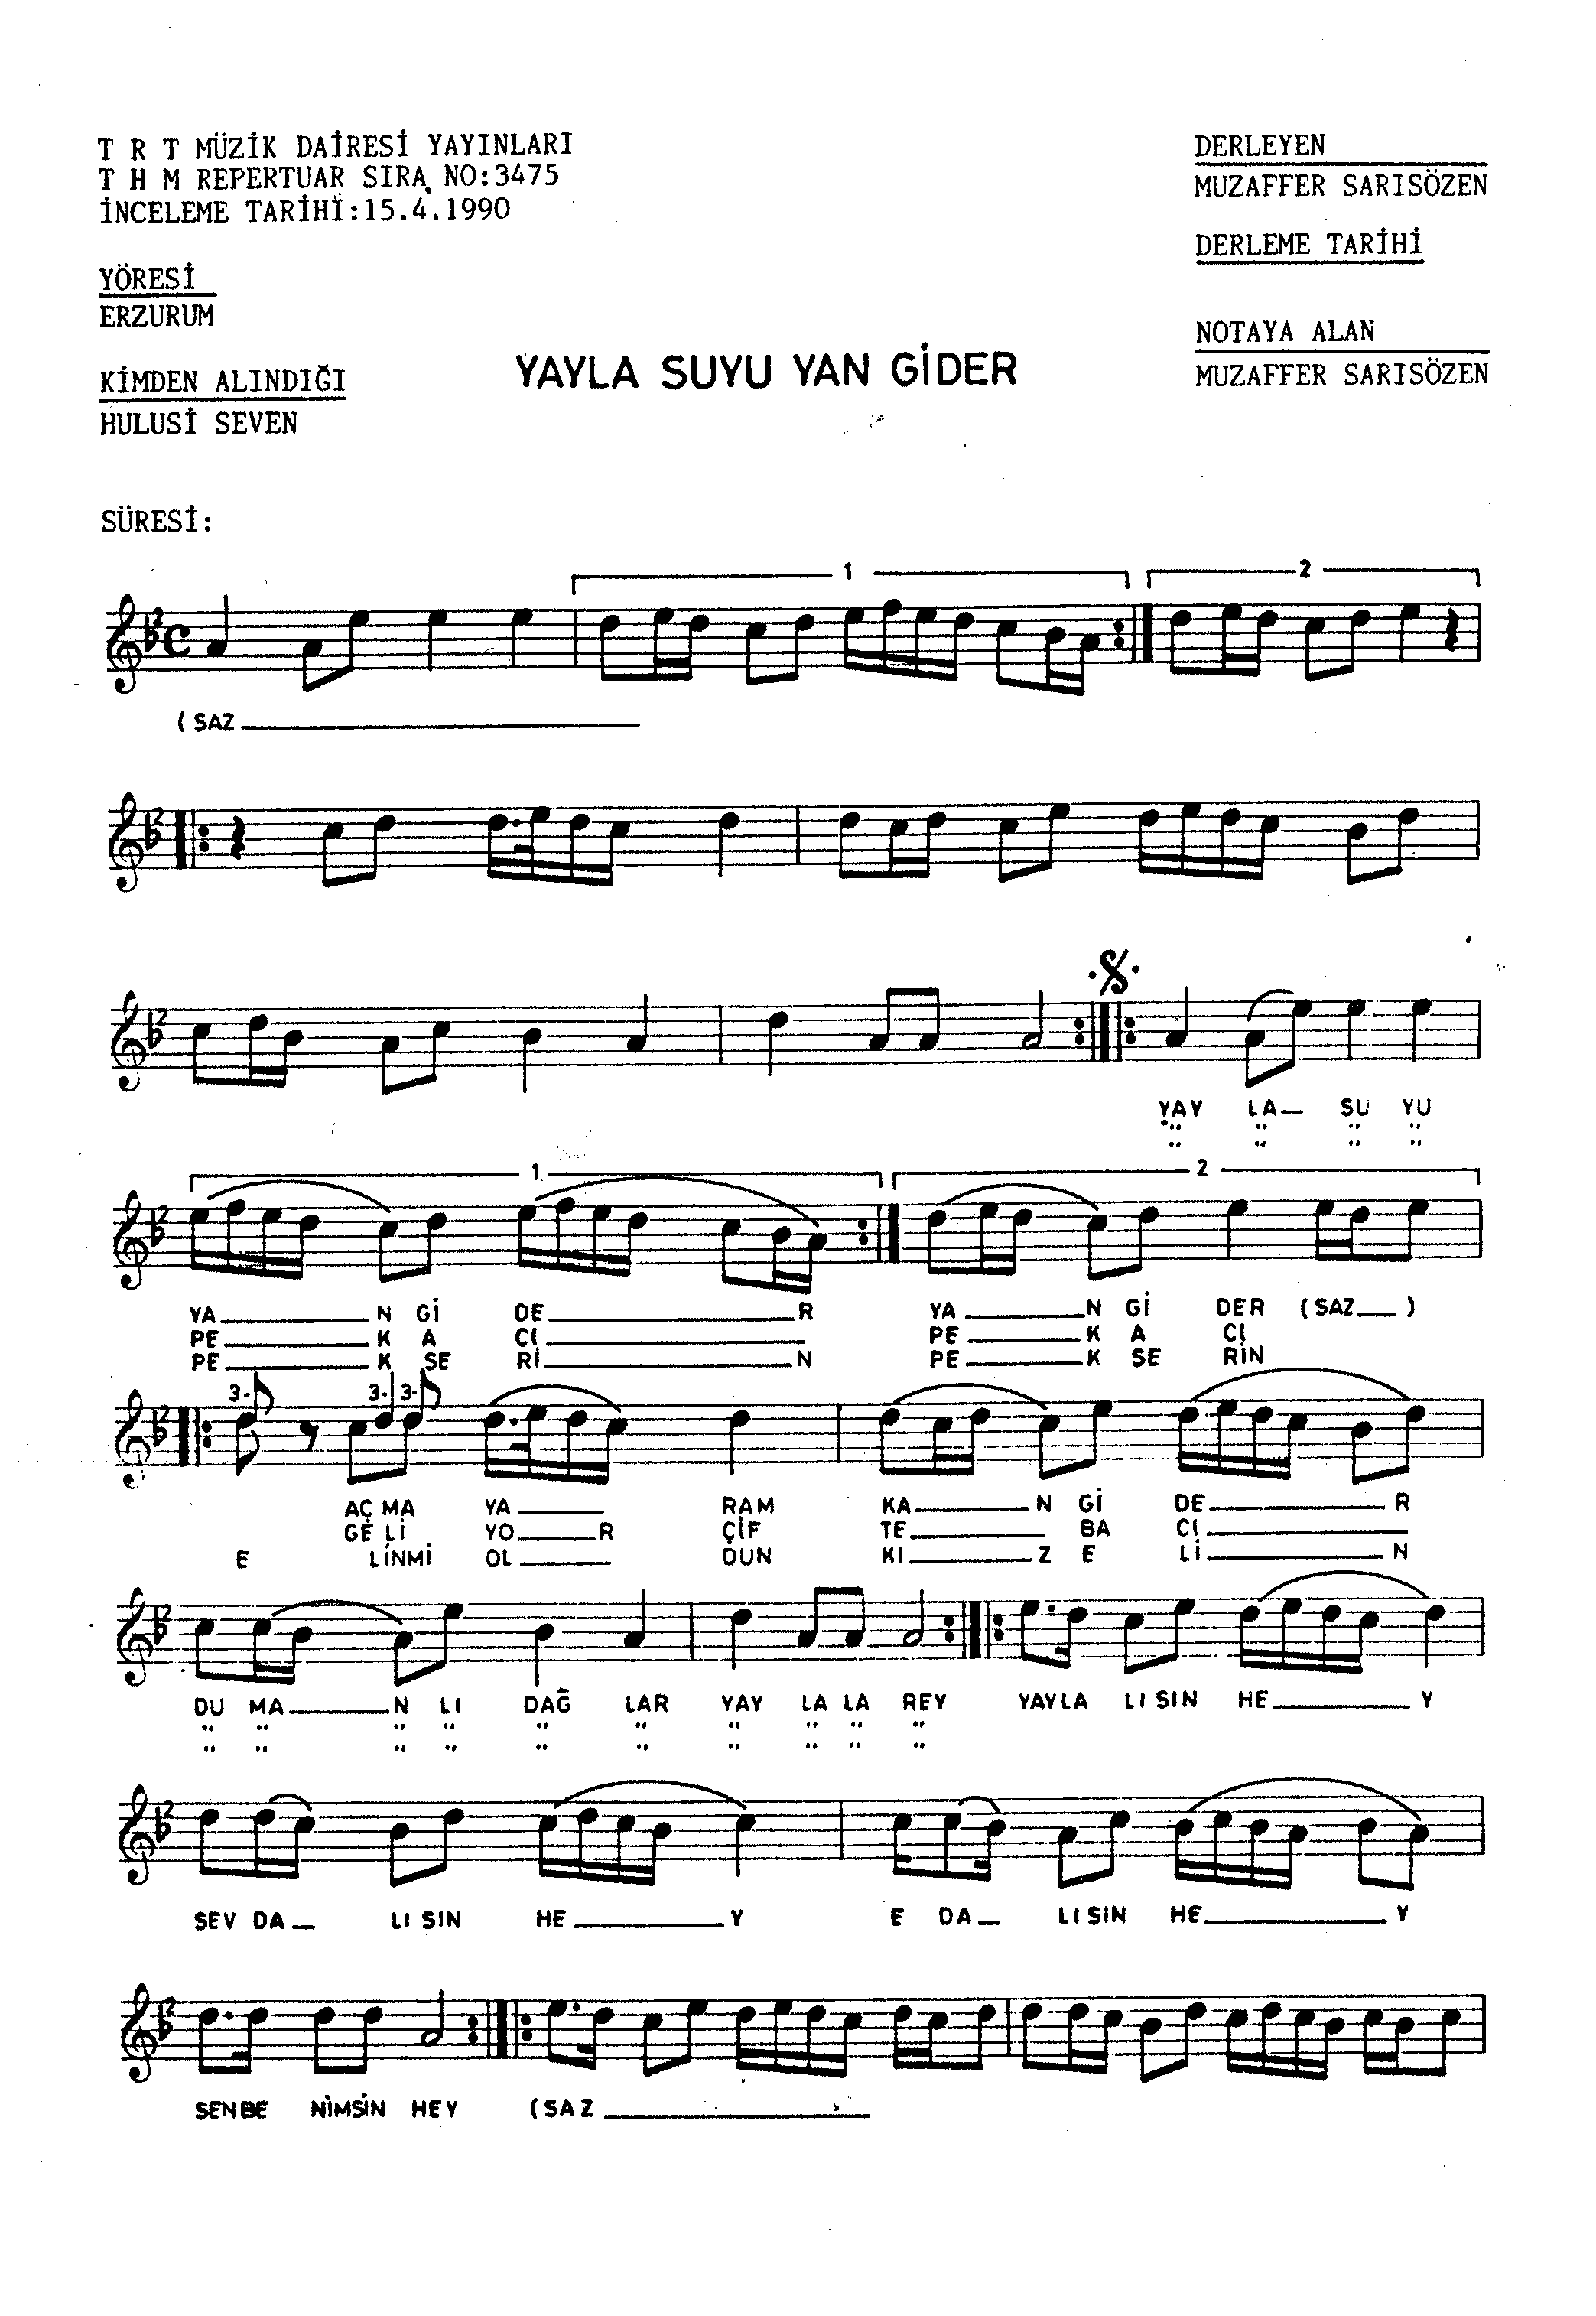 T R T MÜZİK DAİRESİ YAYINLARI
T H M REPERTUAR SIRA NO:3475
İNCELEME TARİHİ:15.4.1990
YÖRESİ
ERZURUM
KİMDEN ALINDIĞI
HULUSİ SEVEN
DERLEYEN
MUZAFFER SARISÖZEN
DERLEME TARİHİ
NOTAYA ALAN
MUZAFFER SARISÖZEN
YAYLA SUYU YAN GİDER
SÜRESİ:
1 2
(SAZ
YAY LA SU YU
" " " "
" " " "
1 2
YA N Gİ DE R YA N Gİ DER (SAZ )
PE K A CI PE K A CI
PE K SE Rİ N PE K SE RİN
3. 3. 3.
AÇ MA YA RAM KA N Gİ DE R
GE Lİ YO R ÇİF TE BA CI
E LİNMİ OL DUN KI Z E Lİ N
DU MA N LI DAĞ LAR YAY LA LA REY YAYLA LI SIN HE Y
" " " " " " " " " "
" " " " " " " " " "
SEV DA LI SIN HE Y E DA LI SIN HE Y
SENBE NİMSİN HEY (SAZ